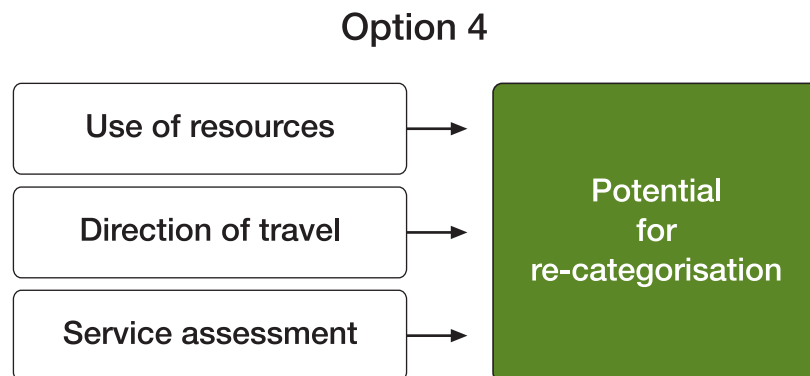 Option 4
Use of resources
Direction of travel
Service assessment
Potential
for
re-categorisation